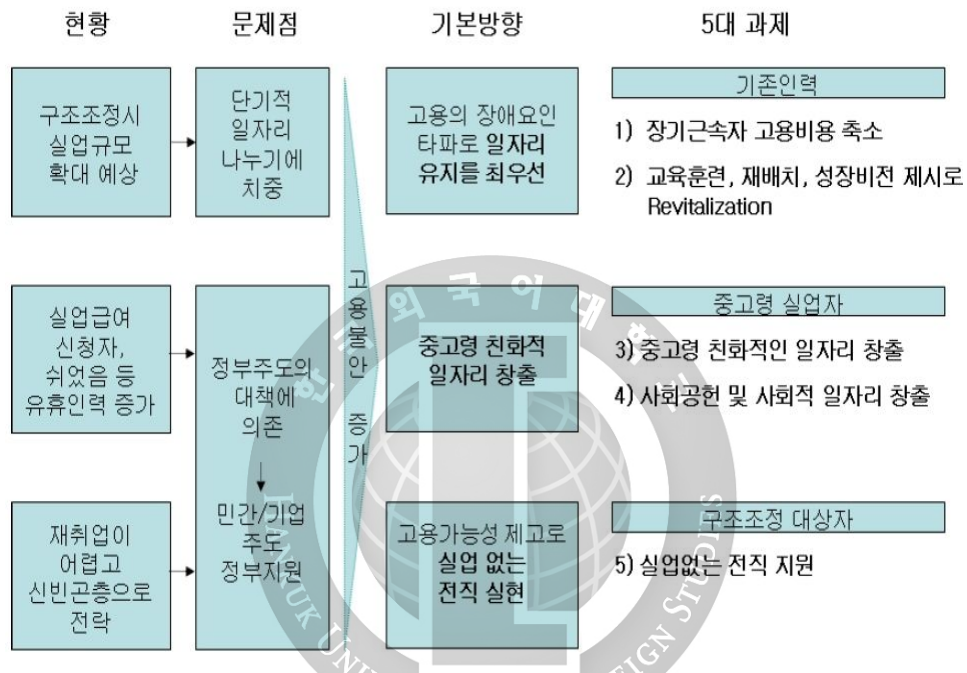 현황
문제점
기본방향
5대 과제
구조조정시
실업규모
확대 예상
단기적
일자리
나누기에
치중
고용의 장애요인
타파로 일자리
유지를 최우선
기존인력
1) 장기근속자 고용비용 축소
2) 교육훈련, 재배치, 성장비전 제시로
Revitalization
실업급여
신청자,
쉬었음 등
유휴인력 증가
정부주도의
대책에
의존
민간/기업
주도
정부지원
고용불안 증가
중고령 친화적
일자리 창출
중고령 실업자
3) 중고령 친화적인 일자리 창출
4) 사회공헌 및 사회적 일자리 창출
재취업이
어렵고
신빈곤층으로
전락
고용가능성 제고로
실업 없는
전직 실현
구조조정 대상자
5) 실업없는 전직 지원